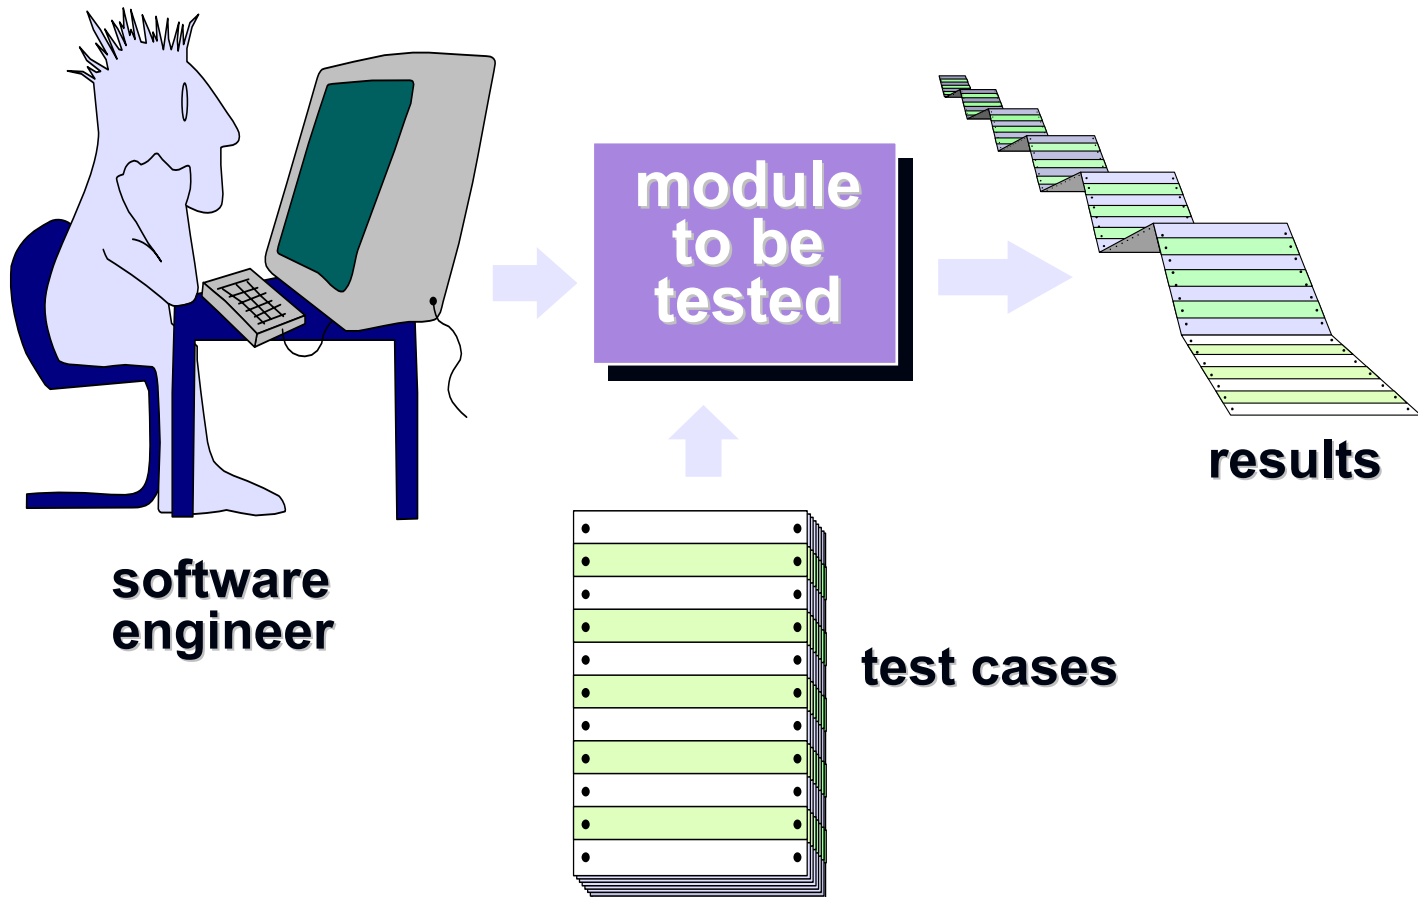 module
to be
tested
results
software
engineer
test cases